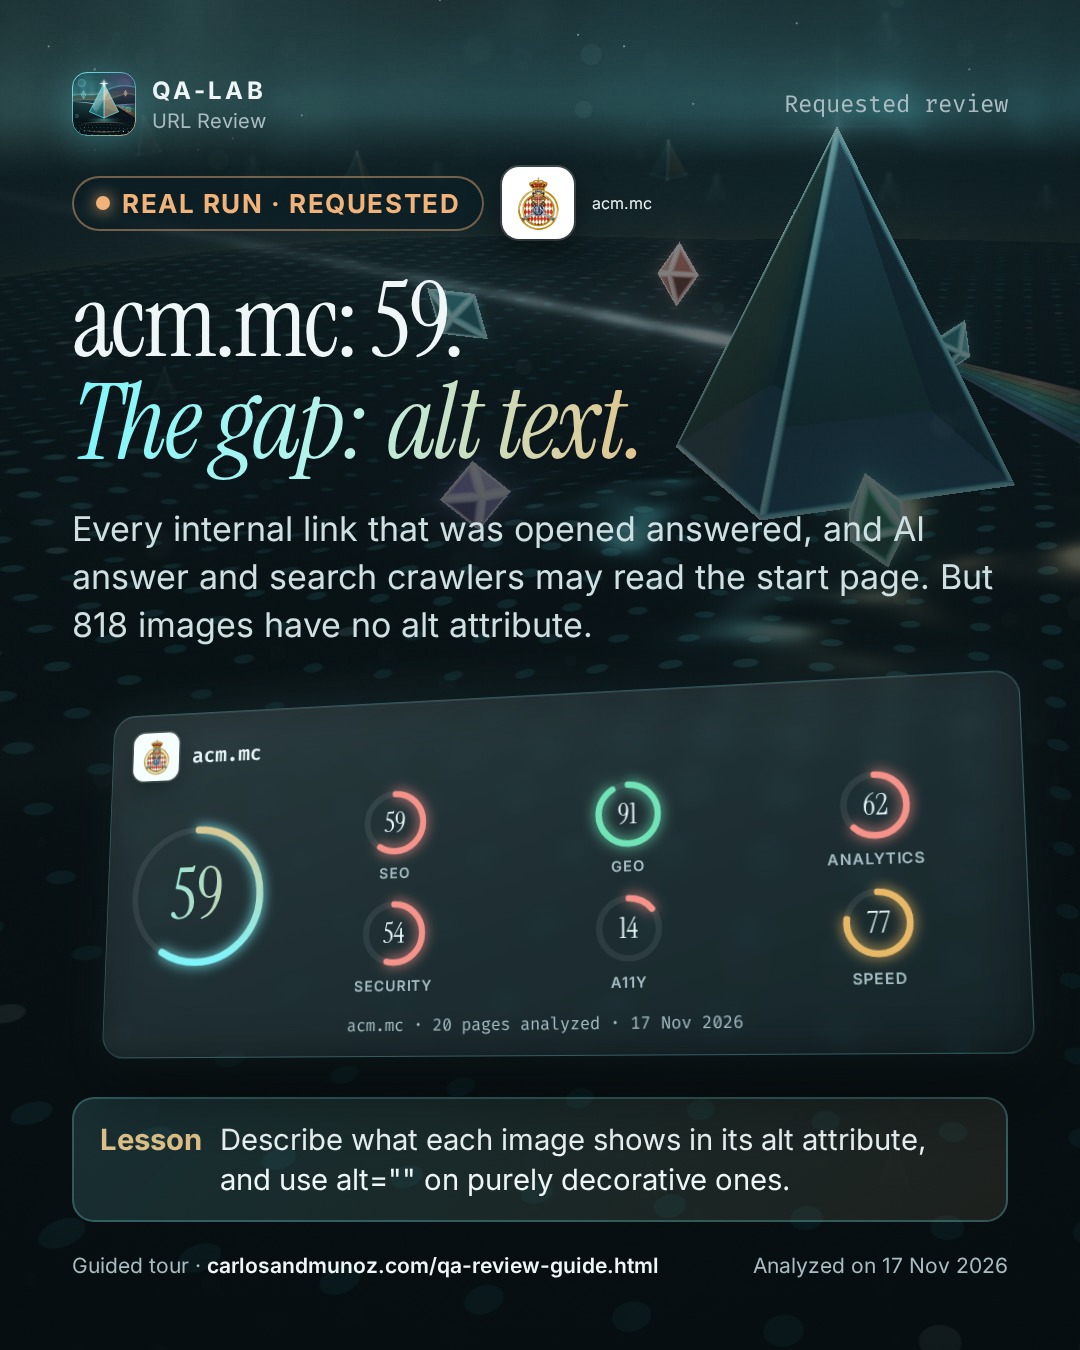 QA-LAB
URL Review
Requested review
REAL RUN · REQUESTED
acm.mc
acm.mc: 59.
The gap: alt text.
Every internal link that was opened answered, and AI
answer and search crawlers may read the start page. But
818 images have no alt attribute.
acm.mc
59
59
SEO
91
GEO
62
ANALYTICS
54
SECURITY
14
A11Y
77
SPEED
acm.mc · 20 pages analyzed · 17 Nov 2026
Lesson
Describe what each image shows in its alt attribute,
and use alt="" on purely decorative ones.
Guided tour · carlosandmunoz.com/qa-review-guide.html
Analyzed on 17 Nov 2026